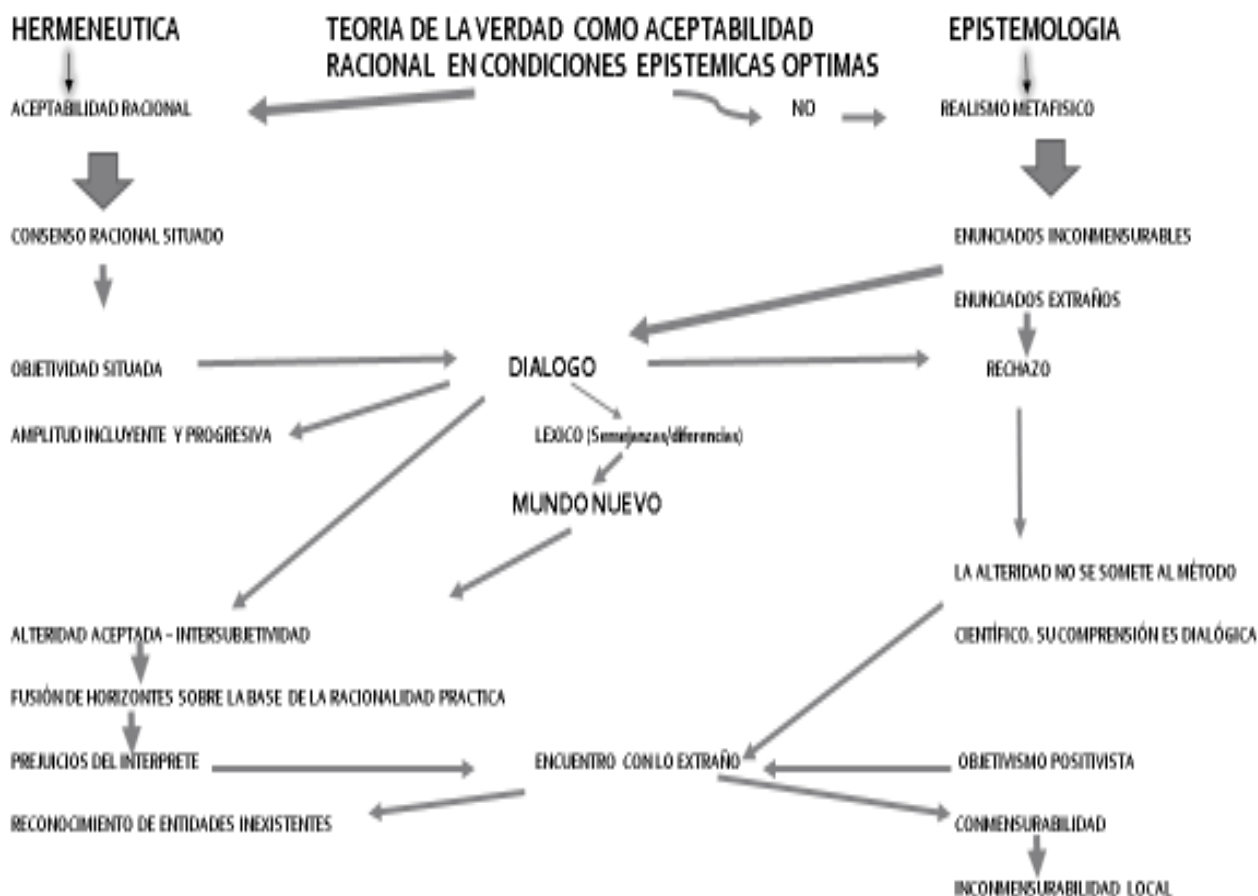 HERMENEUTICA
TEORIA DE LA VERDAD COMO ACEPTABILIDAD
RACIONAL EN CONDICIONES EPISTEMICAS OPTIMAS
EPISTEMOLOGIA
ACEPTABILIDAD RACIONAL
NO
REALISMO METAFISICO
CONSENSO RACIONAL SITUADO
ENUNCIADOS INCONMENSURABLES
ENUNCIADOS EXTRAÑOS
OBJETIVIDAD SITUADA
DIALOGO
RECHAZO
AMPLITUD INCLUYENTE Y PROGRESIVA
LEXICO (Semejanzas/diferencias)
MUNDO NUEVO
LA ALTERIDAD NO SE SOMETE AL MÉTODO
ALTERIDAD ACEPTADA – INTERSUBJETIVIDAD
CIENTÍFICO. SU COMPRENSIÓN ES DIALÓGICA
FUSIÓN DE HORIZONTES SOBRE LA BASE DE LA RACIONALIDAD PRACTICA
PREJUICIOS DEL INTERPRETE
ENCUENTRO CON LO EXTRAÑO
OBJETIVISMO POSITIVISTA
RECONOCIMIENTO DE ENTIDADES INEXISTENTES
CONMENSURABILIDAD
INCONMENSURABILIDAD LOCAL